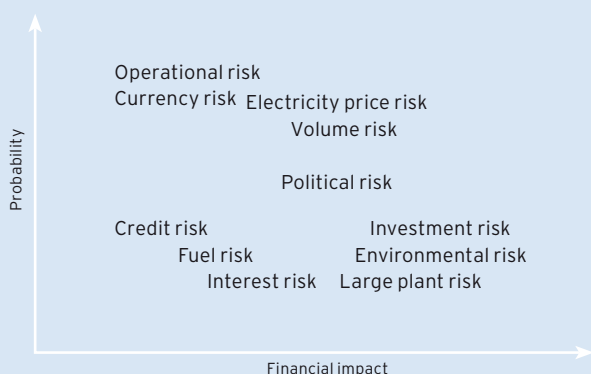 Operational risk
Currency risk Electricity price risk
Volume risk
Political risk
Probability
Credit risk Investment risk
Fuel risk Environmental risk
Interest risk Large plant risk
Financial impact